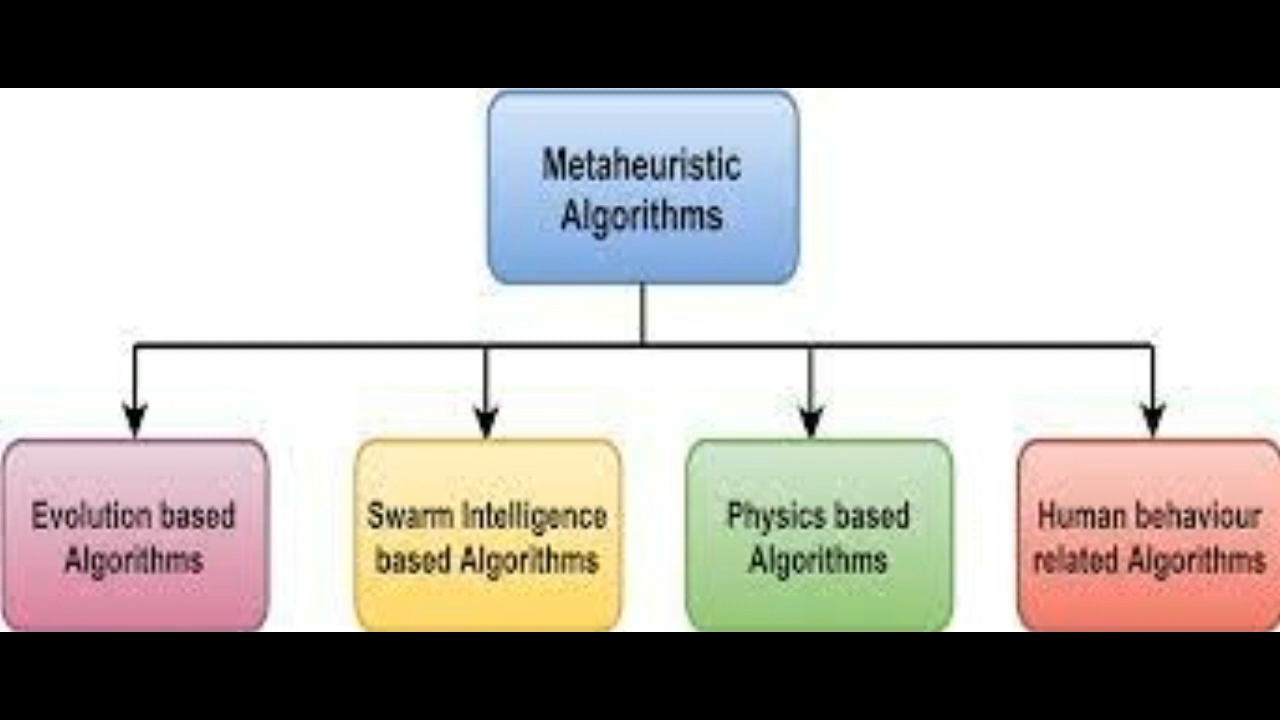 Metaheuristic
Algorithms
Evolution based
Algorithms
Swarm Intelligence
based Algorithms
Physics based
Algorithms
Human behaviour
related Algorithms